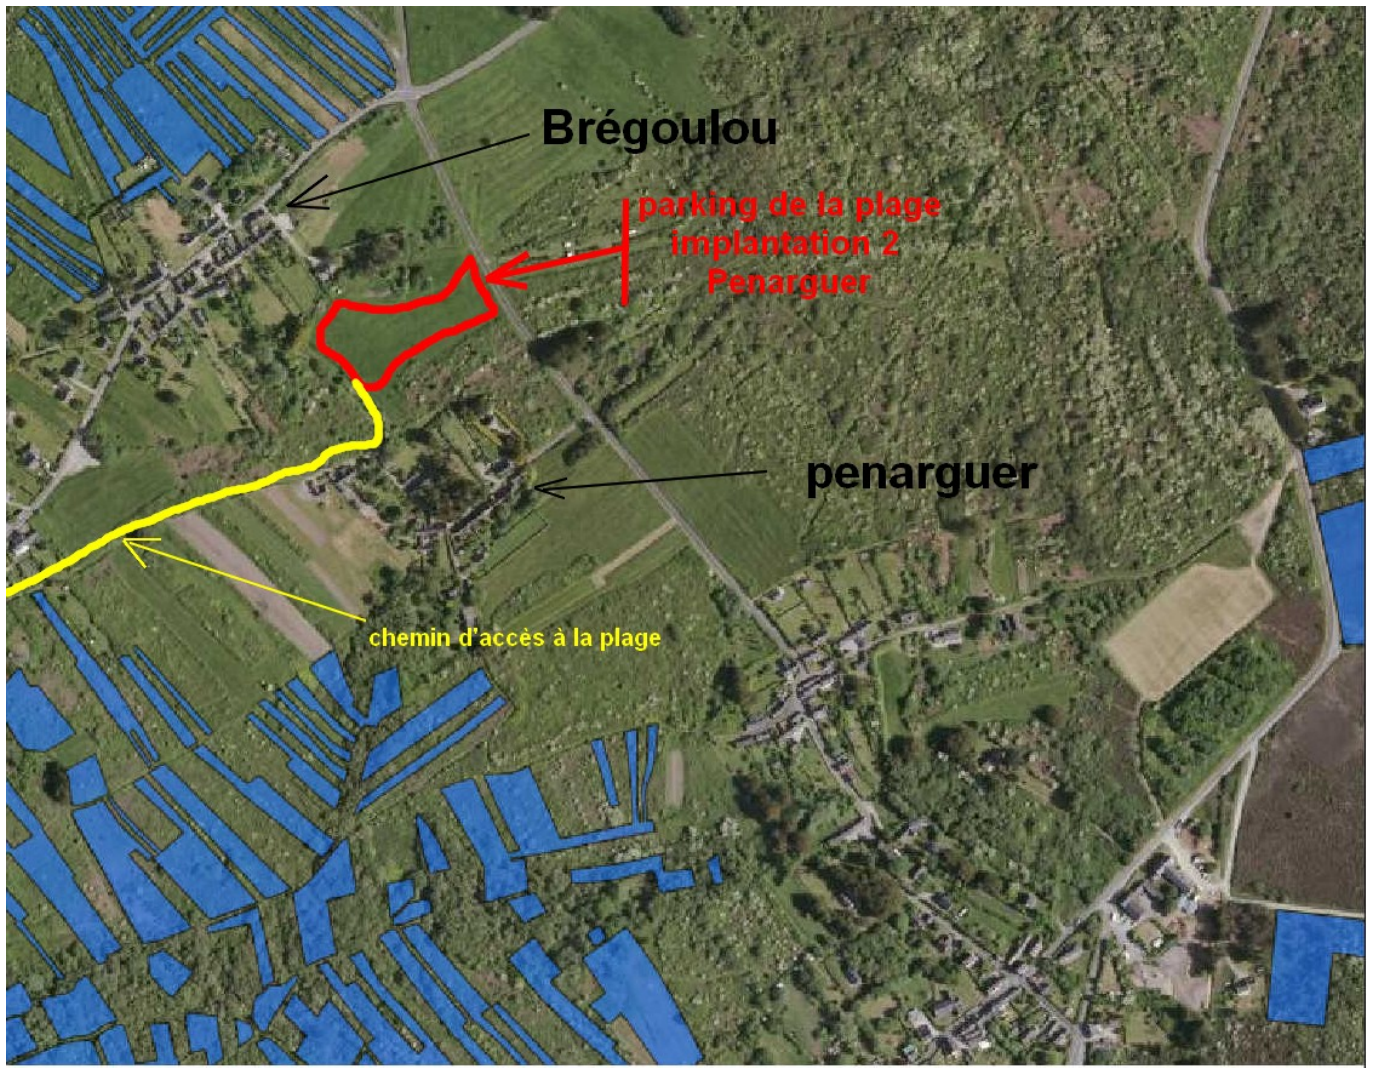 Brégoulou
parking de la plage
implantation 2
Penarguer
penarguer
chemin d'accès à la plage